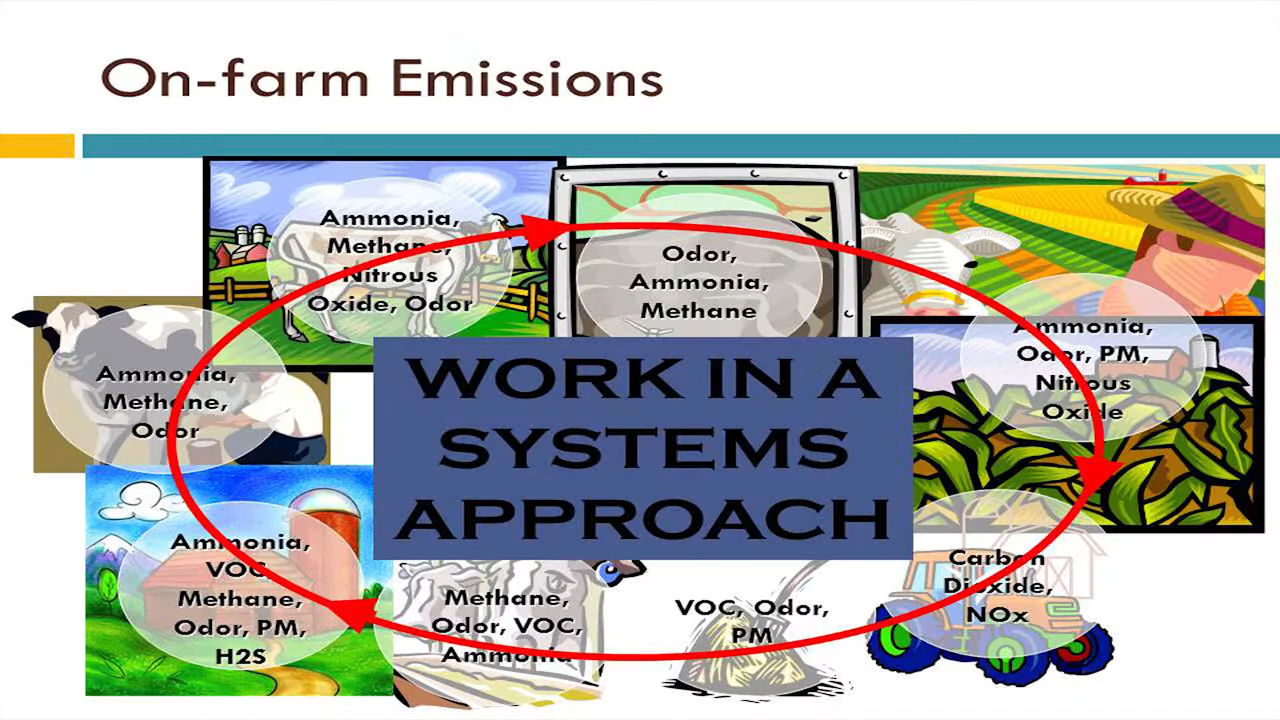 On-farm Emissions
Ammonia,
Methane,
Nitrous
Oxide, Odor
Odor,
Ammonia,
Methane
Ammonia,
Odor, PM,
Nitrous
Oxide
Ammonia,
Methane,
Odor
WORK IN A
SYSTEMS
APPROACH
Ammonia,
VOC,
Methane,
Odor, PM,
H2S
Methane,
Odor, VOC,
Ammonia
VOC, Odor,
PM
Carbon
Dioxide,
NOx